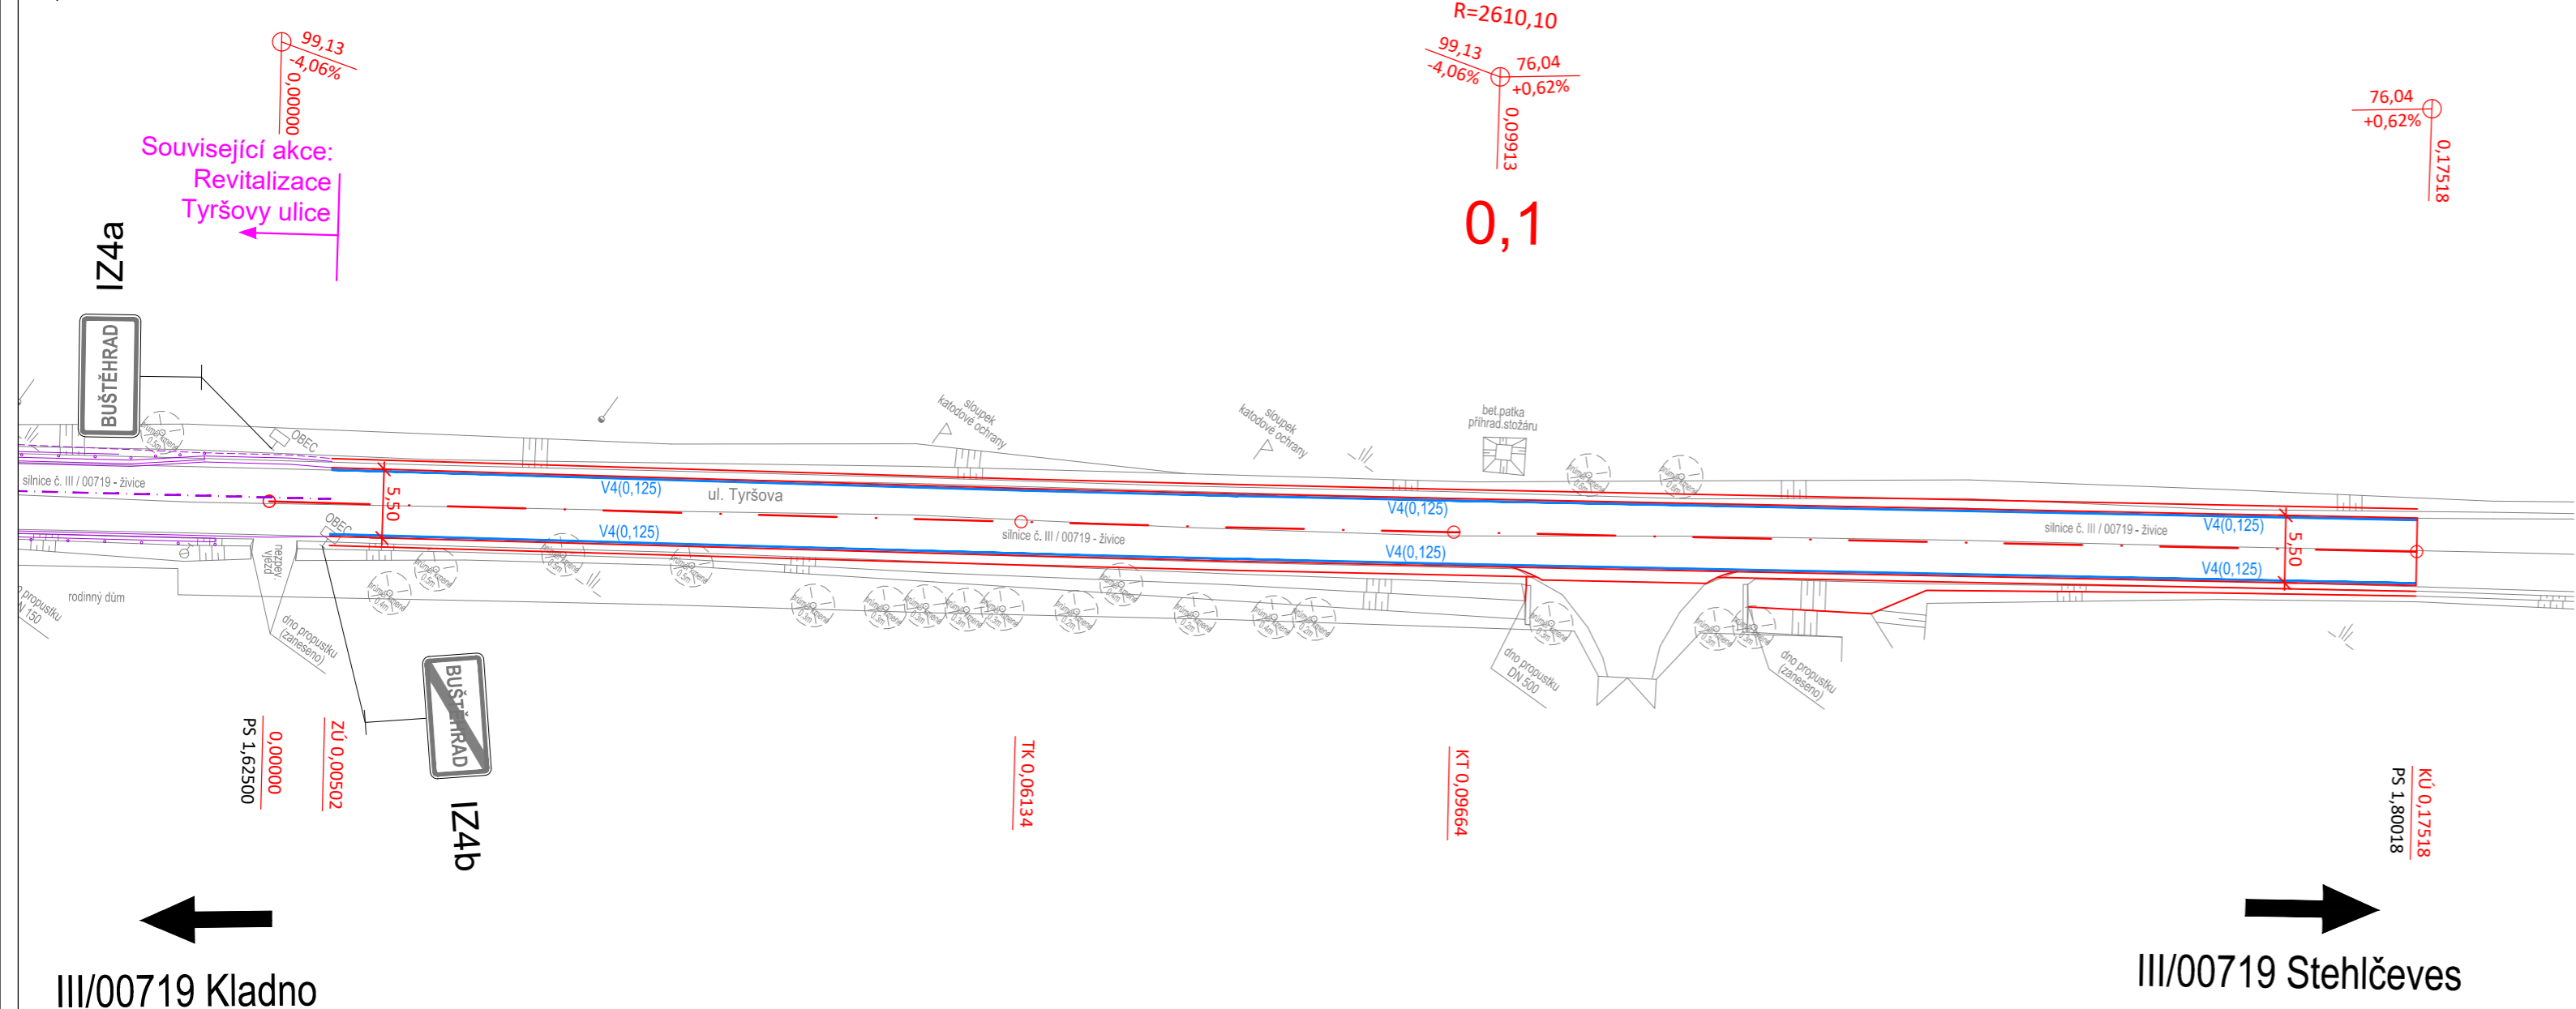 R=2610,10
99,13
-4,06%
0,00000
99,13
-4,06%
76,04
+0,62%
0,09913
76,04
+0,62%
0,17518
Související akce:
Revitalizace
Tyršovy ulice
0,1
IZ4a
BUŠTĚHRAD
OBEC
sloupek
katodové ochrany
sloupek
katodové ochrany
bet.patka
příhrad.stožáru
silnice č. III / 00719 - živice
5,50
V4(0,125)
ul. Tyršova
V4(0,125)
V4(0,125)
silnice č. III / 00719 - živice
5,50
OBEC
V4(0,125)
silnice č. III / 00719 - živice
V4(0,125)
V4(0,125)
nezpev.
vjezd
rodinný dům
propustku
150
dno propustku
(zaneseno)
dno propustku
DN 500
dno propustku
(zaneseno)
BUŠTĚHRAD
IZ4b
PS 1,62500
0,00000
ZÚ 0,00502
TK 0,06134
KT 0,09664
PS 1,80018
KÚ 0,17518
III/00719 Kladno
III/00719 Stehlčeves